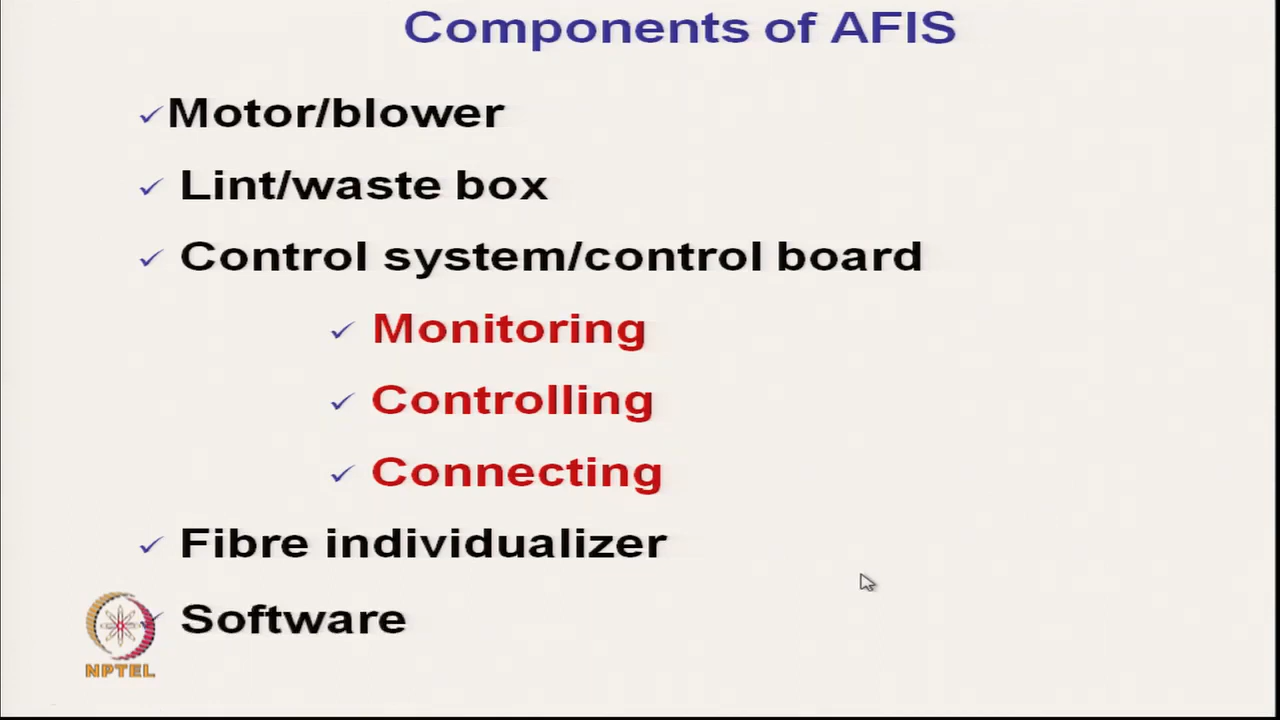 Components of AFIS
Motor/blower
Lint/waste box
Control system/control board
Monitoring
Controlling
Connecting
Fibre individualizer
Software
NPTEL